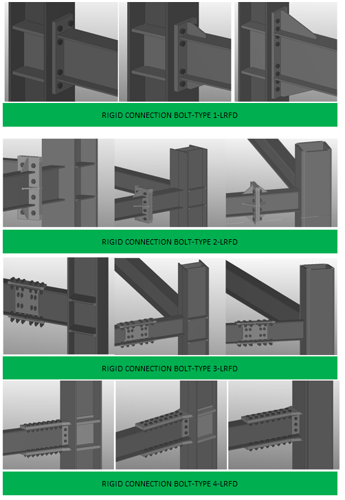 RIGID CONNECTION BOLT-TYPE 1-LRFD
RIGID CONNECTION BOLT-TYPE 2-LRFD
RIGID CONNECTION BOLT-TYPE 3-LRFD
RIGID CONNECTION BOLT-TYPE 4-LRFD